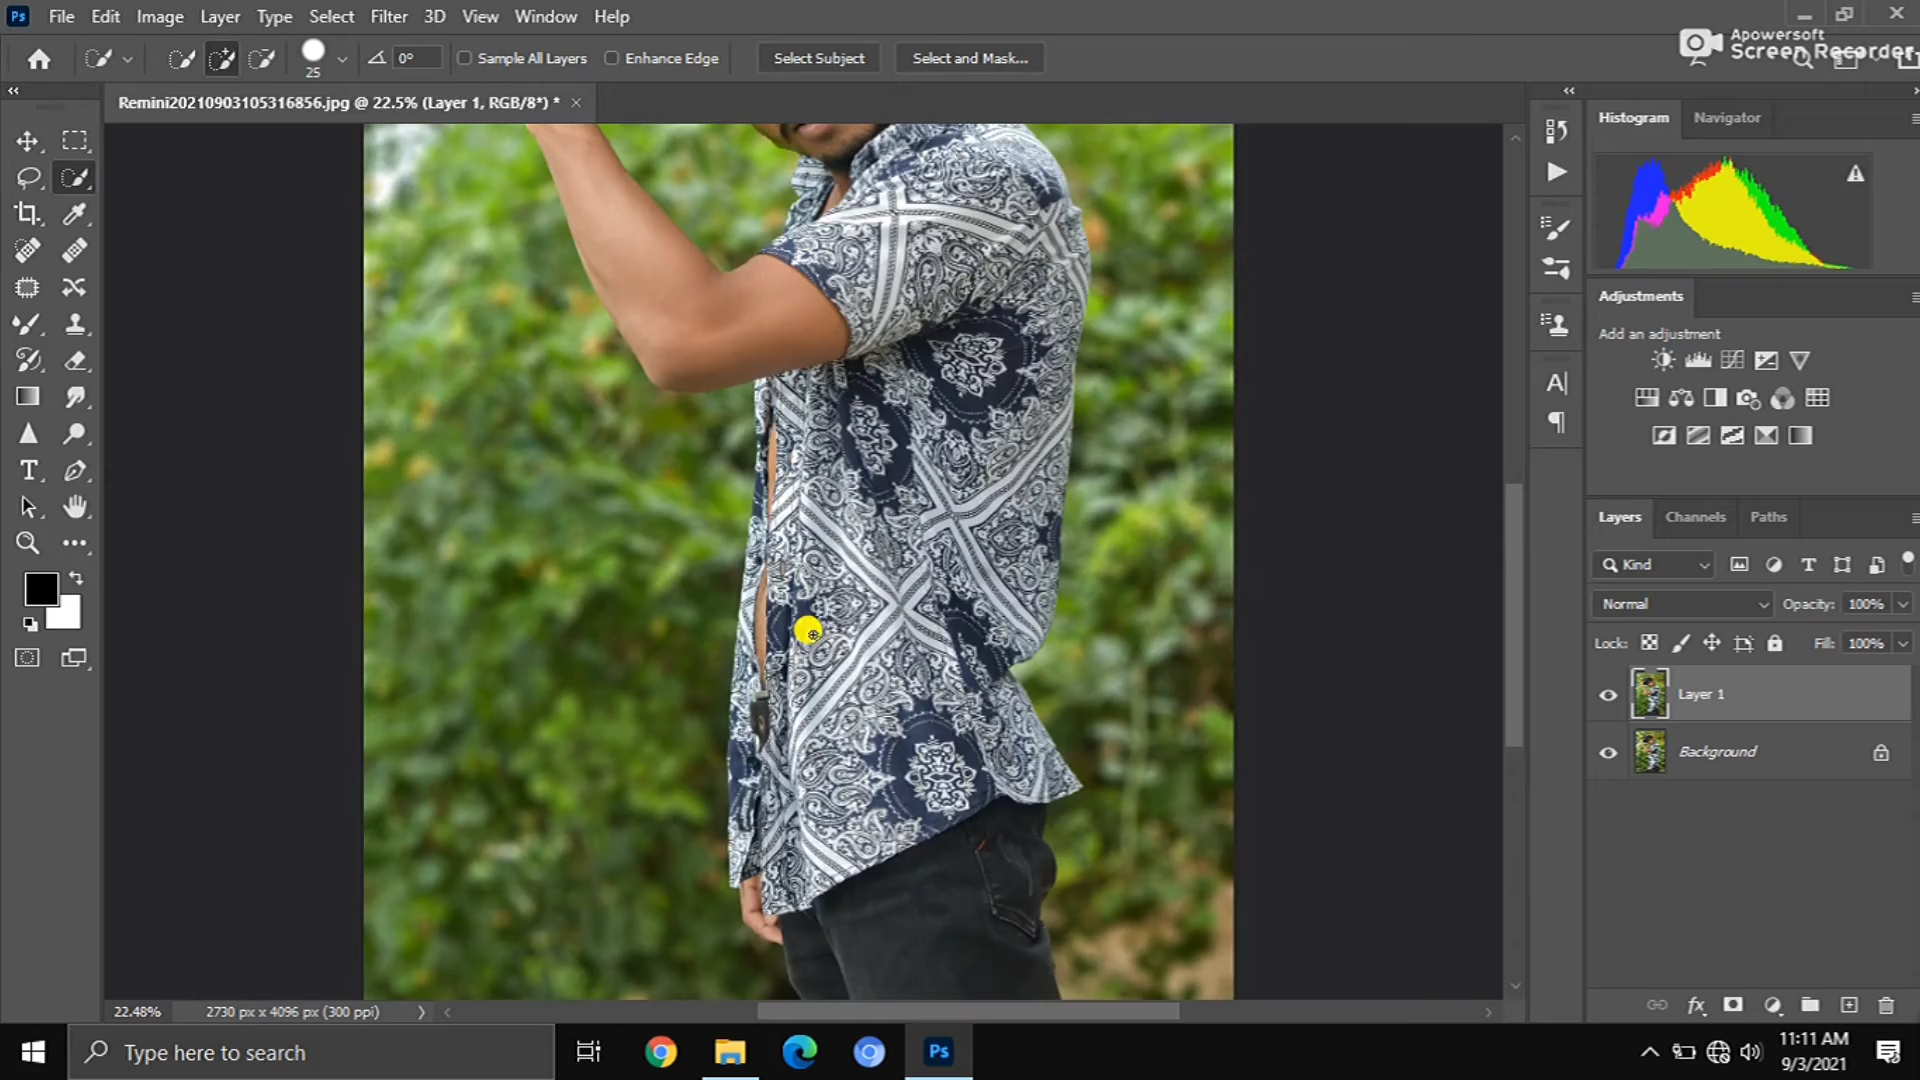 Ps File Edit Image Layer Type Select Filter 3D View Window Help
Apowersoft
Screen Recorder
25
0°
Sample All Layers
Enhance Edge
Select Subject
Select and Mask...
Remini20210903105316856.jpg @ 22.5% (Layer 1, RGB/8*) *
Histogram
Navigator
Adjustments
Add an adjustment
Layers
Channels
Paths
Kind
Normal
Opacity: 100%
Lock:
Fill: 100%
Layer 1
Background
22.48%
2730 px x 4096 px (300 ppi)
Type here to search
Ps
11:11 AM
9/3/2021